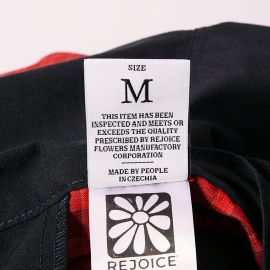 SIZE
M
THIS ITEM HAS BEEN
INSPECTED AND MEETS OR
EXCEEDS THE QUALITY
PRESCRIBED BY REJOICE
FLOWERS MANUFACTORY
CORPORATION
MADE BY PEOPLE
IN CZECHIA
REJOICE